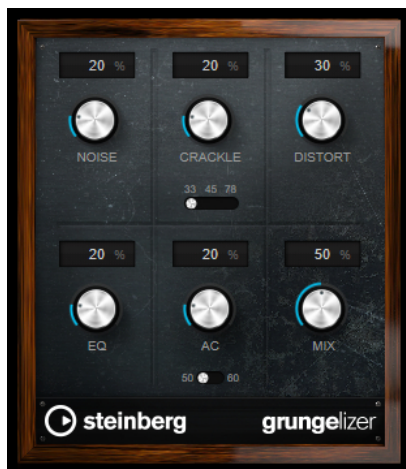 20 % 20 % 30 %
NOISE CRACKLE DISTORT
33 45 78
20 % 20 % 50 %
EQ AC MIX
50 60
steinberg grungelizer